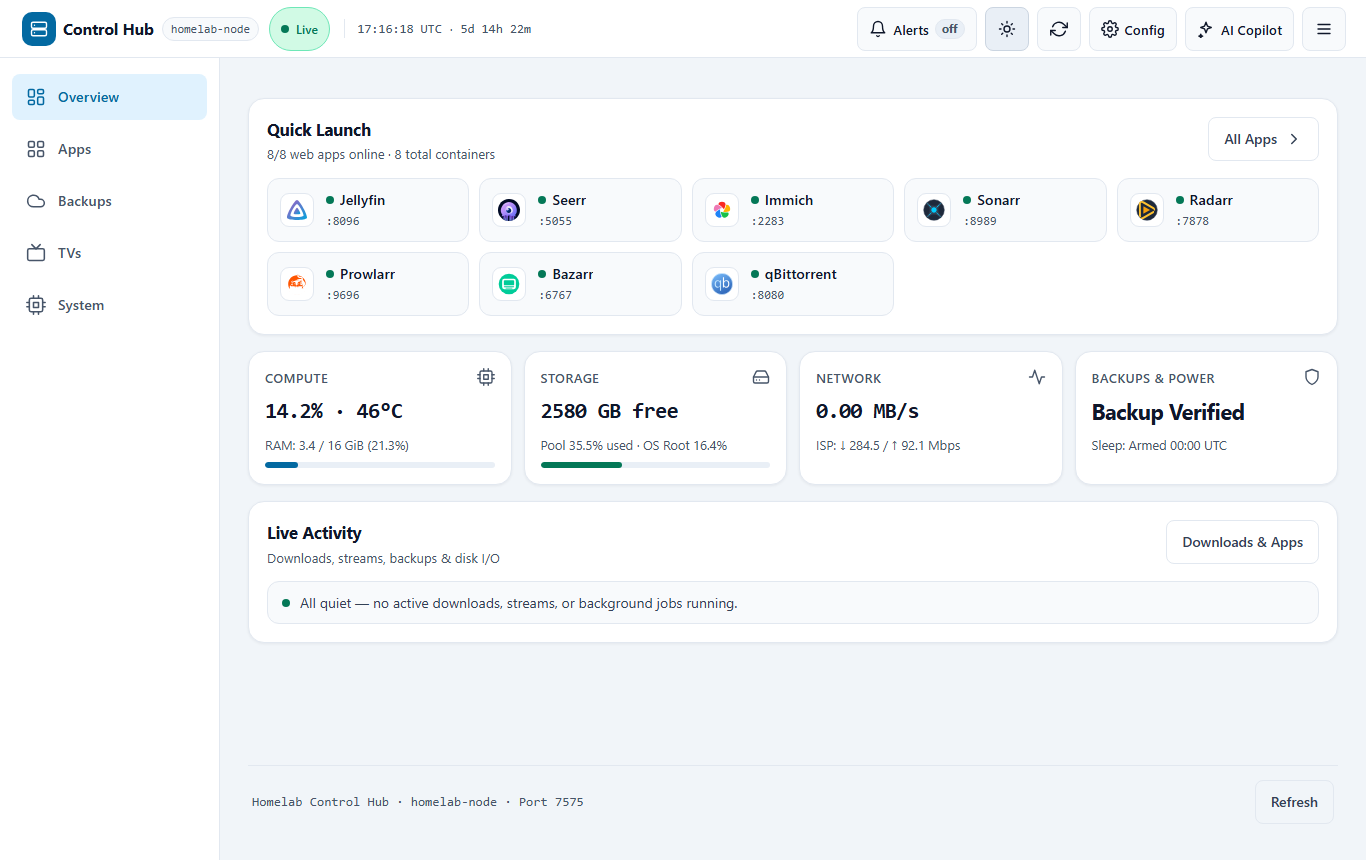 Control Hub homelab-node Live 17:16:18 UTC · 5d 14h 22m Alerts off Config AI Copilot
Overview
Apps
Backups
TVs
System
Quick Launch
8/8 web apps online · 8 total containers
All Apps
Jellyfin
:8096
Seerr
:5055
Immich
:2283
Sonarr
:8989
Radarr
:7878
Prowlarr
:9696
Bazarr
:6767
qb
qBittorrent
:8080
COMPUTE
14.2% · 46°C
RAM: 3.4 / 16 GiB (21.3%)
STORAGE
2580 GB free
Pool 35.5% used · OS Root 16.4%
NETWORK
0.00 MB/s
ISP: ↓ 284.5 / ↑ 92.1 Mbps
BACKUPS & POWER
Backup Verified
Sleep: Armed 00:00 UTC
Live Activity
Downloads, streams, backups & disk I/O
Downloads & Apps
All quiet — no active downloads, streams, or background jobs running.
Homelab Control Hub · homelab-node · Port 7575
Refresh